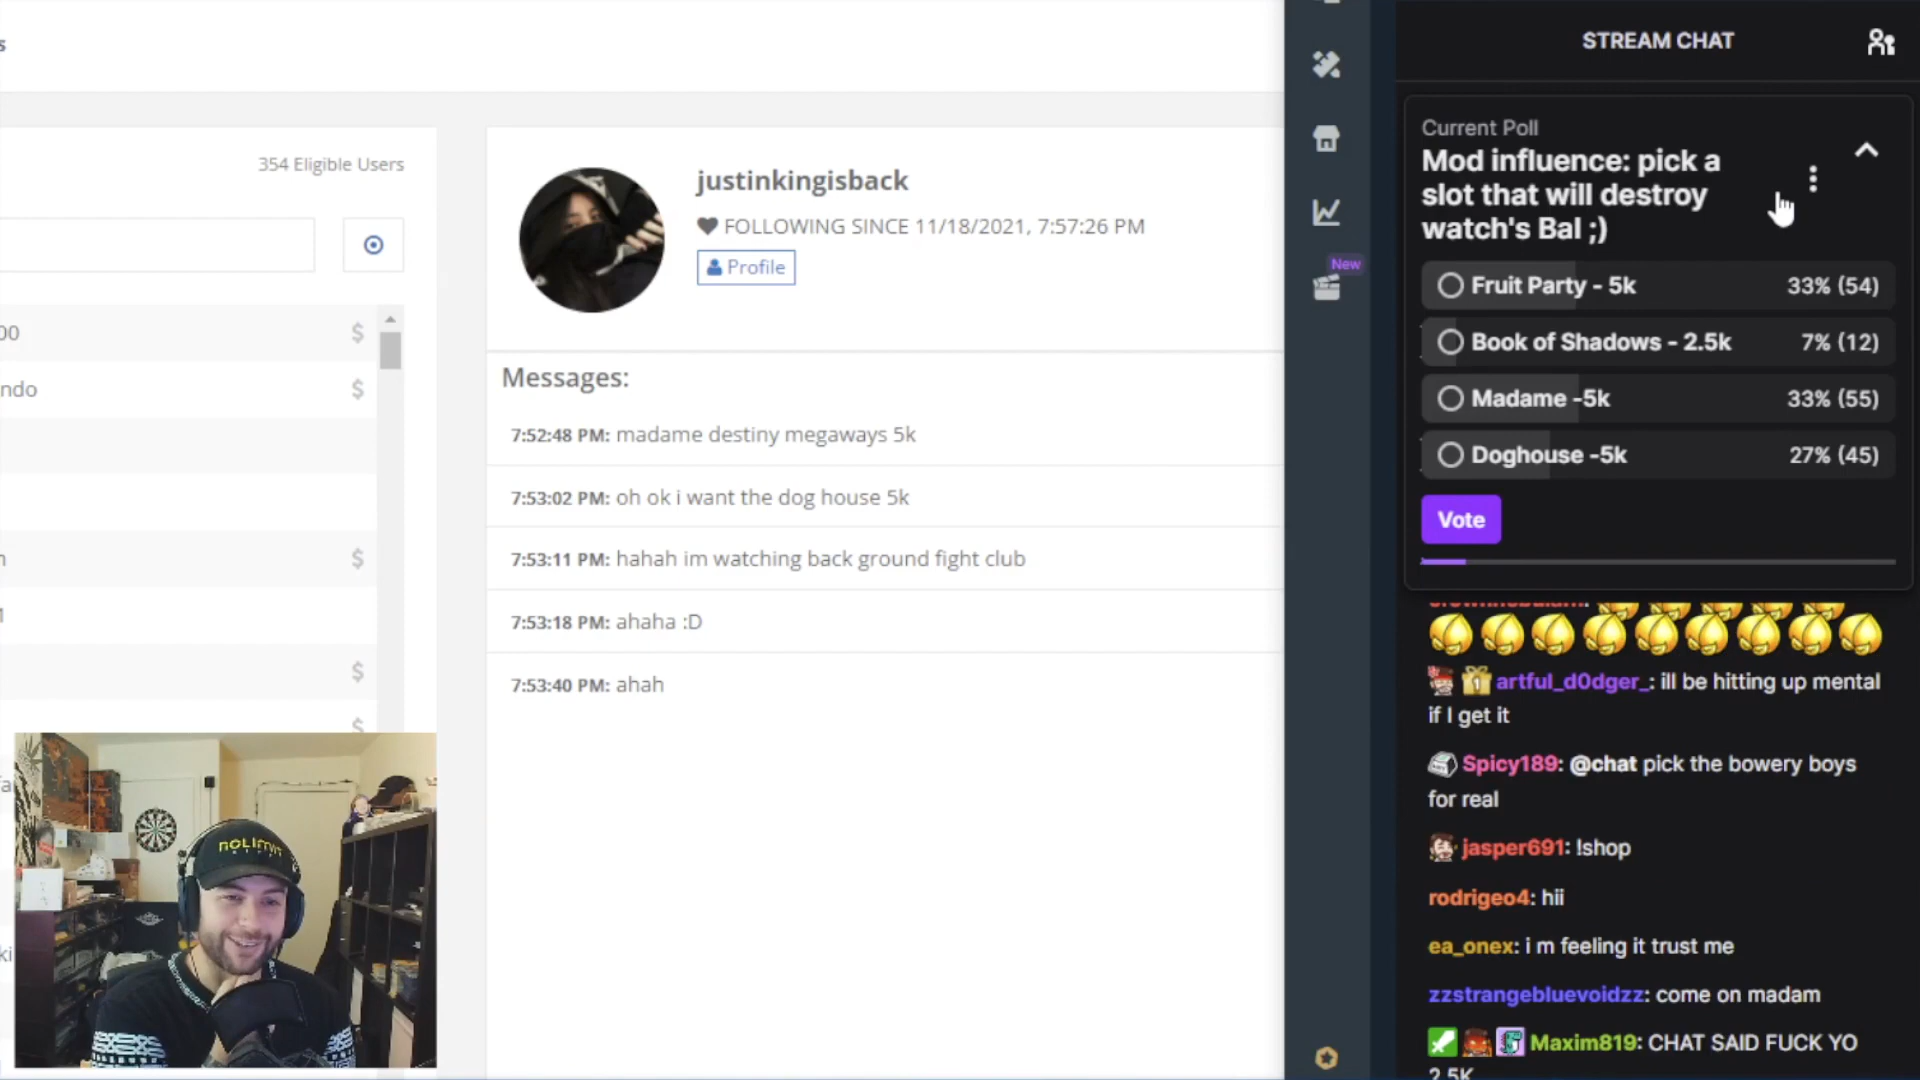 s
354 Eligible Users
00
$
ndo
$
$
$
$
justinkingisback
FOLLOWING SINCE 11/18/2021, 7:57:26 PM
Profile
Messages:
7:52:48 PM: madame destiny megaways 5k
7:53:02 PM: oh ok i want the dog house 5k
7:53:11 PM: hahah im watching back ground fight club
7:53:18 PM: ahaha :D
7:53:40 PM: ahah
ki
NOLIMIT
New
STREAM CHAT
Current Poll
Mod influence: pick a
slot that will destroy
watch's Bal ;)
Fruit Party - 5k 33% (54)
Book of Shadows - 2.5k 7% (12)
Madame -5k 33% (55)
Doghouse -5k 27% (45)
Vote
artful_d0dger_: ill be hitting up mental
if I get it
Spicy189: @chat pick the bowery boys
for real
jasper691: !shop
rodrigeo4: hii
ea_onex: i m feeling it trust me
zzstrangebluevoidzz: come on madam
Maxim819: CHAT SAID FUCK YO
2.5K